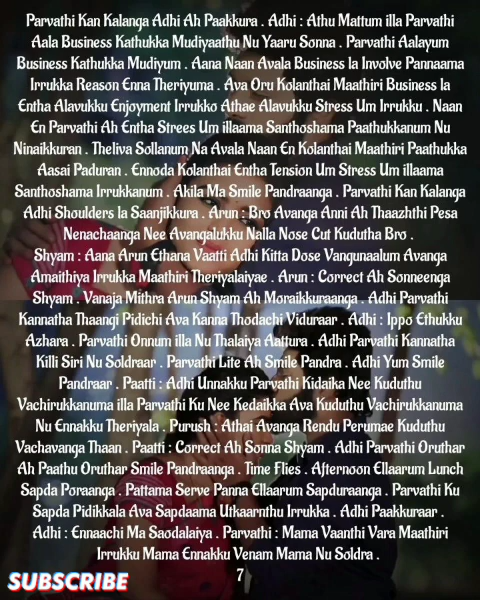 Parvathi Kan Kalanga Adhi Ah Paakkura . Adhi : Athu Mattum illa Parvathi
Aala Business Kathukka Mudiyaathu Nu Yaaru Sonna . Parvathi Aalayum
Business Kathukka Mudiyum . Aana Naan Avala Business la Involve Pannaama
Irrukka Reason Enna Theriyuma . Ava Oru Kolanthai Maathiri Business la
Entha Alavukku Enjoyment Irrukko Athae Alavukku Stress Um Irrukku . Naan
En Parvathi Ah Entha Strees Um illaama Santhoshama Paathukkanum Nu
Ninaikkuran . Theliva Sollanum Na Avala Naan En Kolanthai Maathiri Paathukka
Aasai Paduran . Ennoda Kolanthai Entha Tension Um Stress Um illaama
Santhoshama Irrukkanum . Akila Ma Smile Pandraanga . Parvathi Kan Kalanga
Adhi Shoulders la Saanjikkura . Arun : Bro Avanga Anni Ah Thaazhthi Pesa
Nenachaanga Nee Avangalukku Nalla Nose Cut Kudutha Bro .
Shyam : Aana Arun Ethana Vaatti Adhi Kitta Dose Vangunaalum Avanga
Amaithiya Irrukka Maathiri Theriyalaiyae . Arun : Correct Ah Sonneenga
Shyam . Vanaja Mithra Arun Shyam Ah Moraikkuraanga . Adhi Parvathi
Kannatha Thaangi Pidichi Ava Kanna Thodachi Viduraar . Adhi : Ippo Ethukku
Azhara . Parvathi Onnum illa Nu Thalaiya Aattura . Adhi Parvathi Kannatha
Killi Siri Nu Soldraar . Parvathi Lite Ah Smile Pandra . Adhi Yum Smile
Pandraar . Paatti : Adhi Unnakku Parvathi Kidaika Nee Kuduthu
Vachirukkanuma illa Parvathi Ku Nee Kedaikka Ava Kuduthu Vachirukkanuma
Nu Ennakku Theriyala . Purush : Athai Avanga Rendu Perumae Kuduthu
Vachavanga Thaan . Paatti : Correct Ah Sonna Shyam . Adhi Parvathi Oruthar
Ah Paathu Oruthar Smile Pandraanga . Time Flies . Afternoon Ellaarum Lunch
Sapda Poraanga . Pattama Serve Panna Ellaarum Sapduraanga . Parvathi Ku
Sapda Pidikkala Ava Sapdaama Utkaarnthu Irrukka . Adhi Paakkuraar .
Adhi : Ennaachi Ma Saodalaiya . Parvathi : Mama Vaanthi Vara Maathiri
Irrukku Mama Ennakku Venam Mama Nu Soldra .
7
SUBSCRIBE